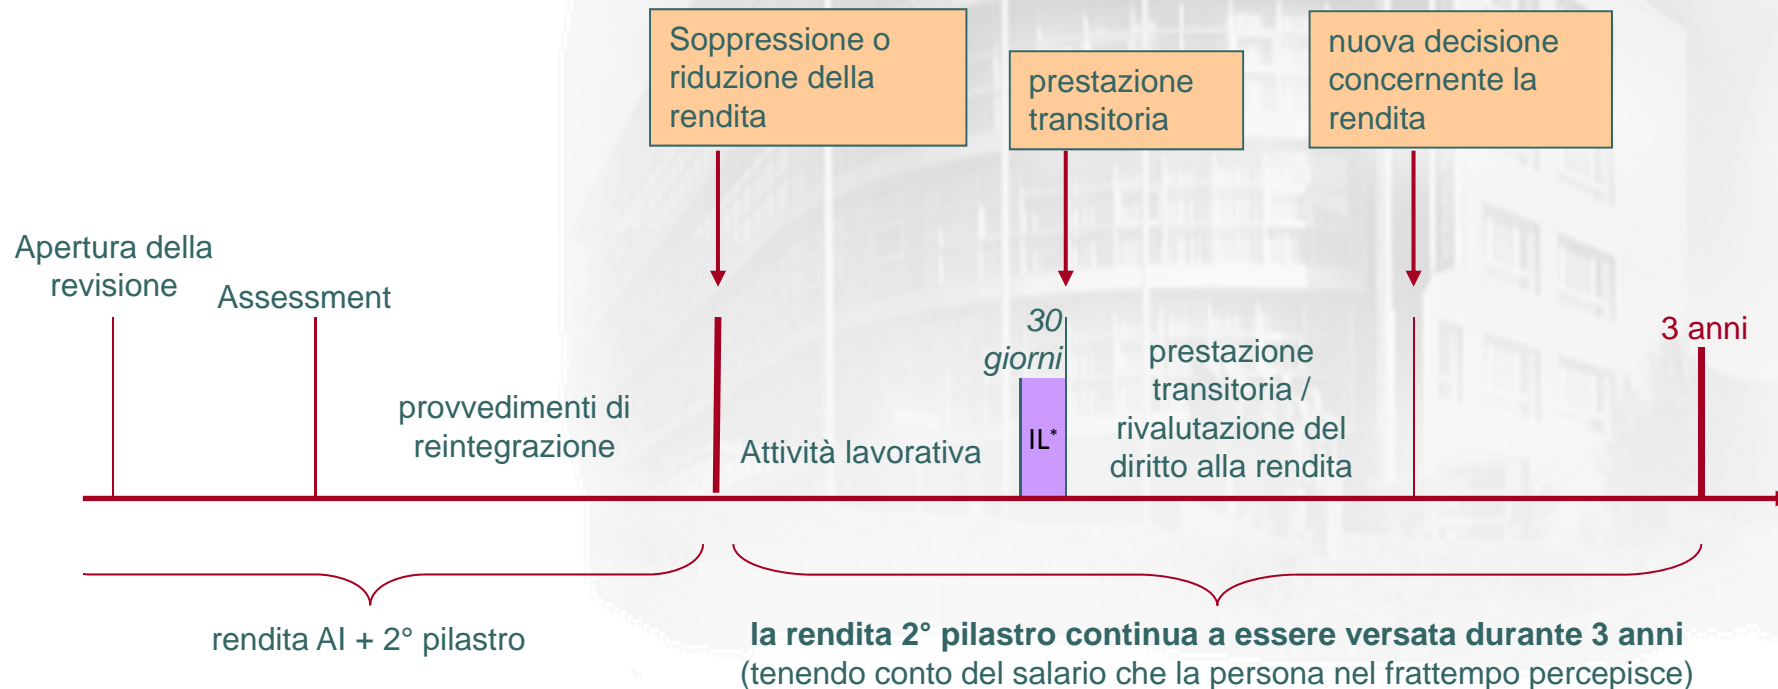 Soppressione o
riduzione della
rendita
prestazione
transitoria
nuova decisione
concernente la
rendita
Apertura della
revisione
Assessment
provvedimenti di
reintegrazione
Attività lavorativa
30
giorni
IL*
prestazione
transitoria /
rivalutazione del
diritto alla rendita
3 anni
rendita AI + 2° pilastro
la rendita 2° pilastro continua a essere versata durante 3 anni
(tenendo conto del salario che la persona nel frattempo percepisce)